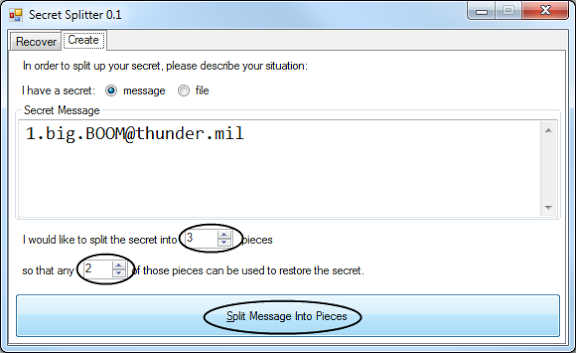 Secret Splitter 0.1
Recover Create
In order to split up your secret, please describe your situation:
I have a secret: message file
Secret Message
1.big.BOOM@thunder.mil
I would like to split the secret into 3 pieces
so that any 2 of those pieces can be used to restore the secret.
Split Message Into Pieces